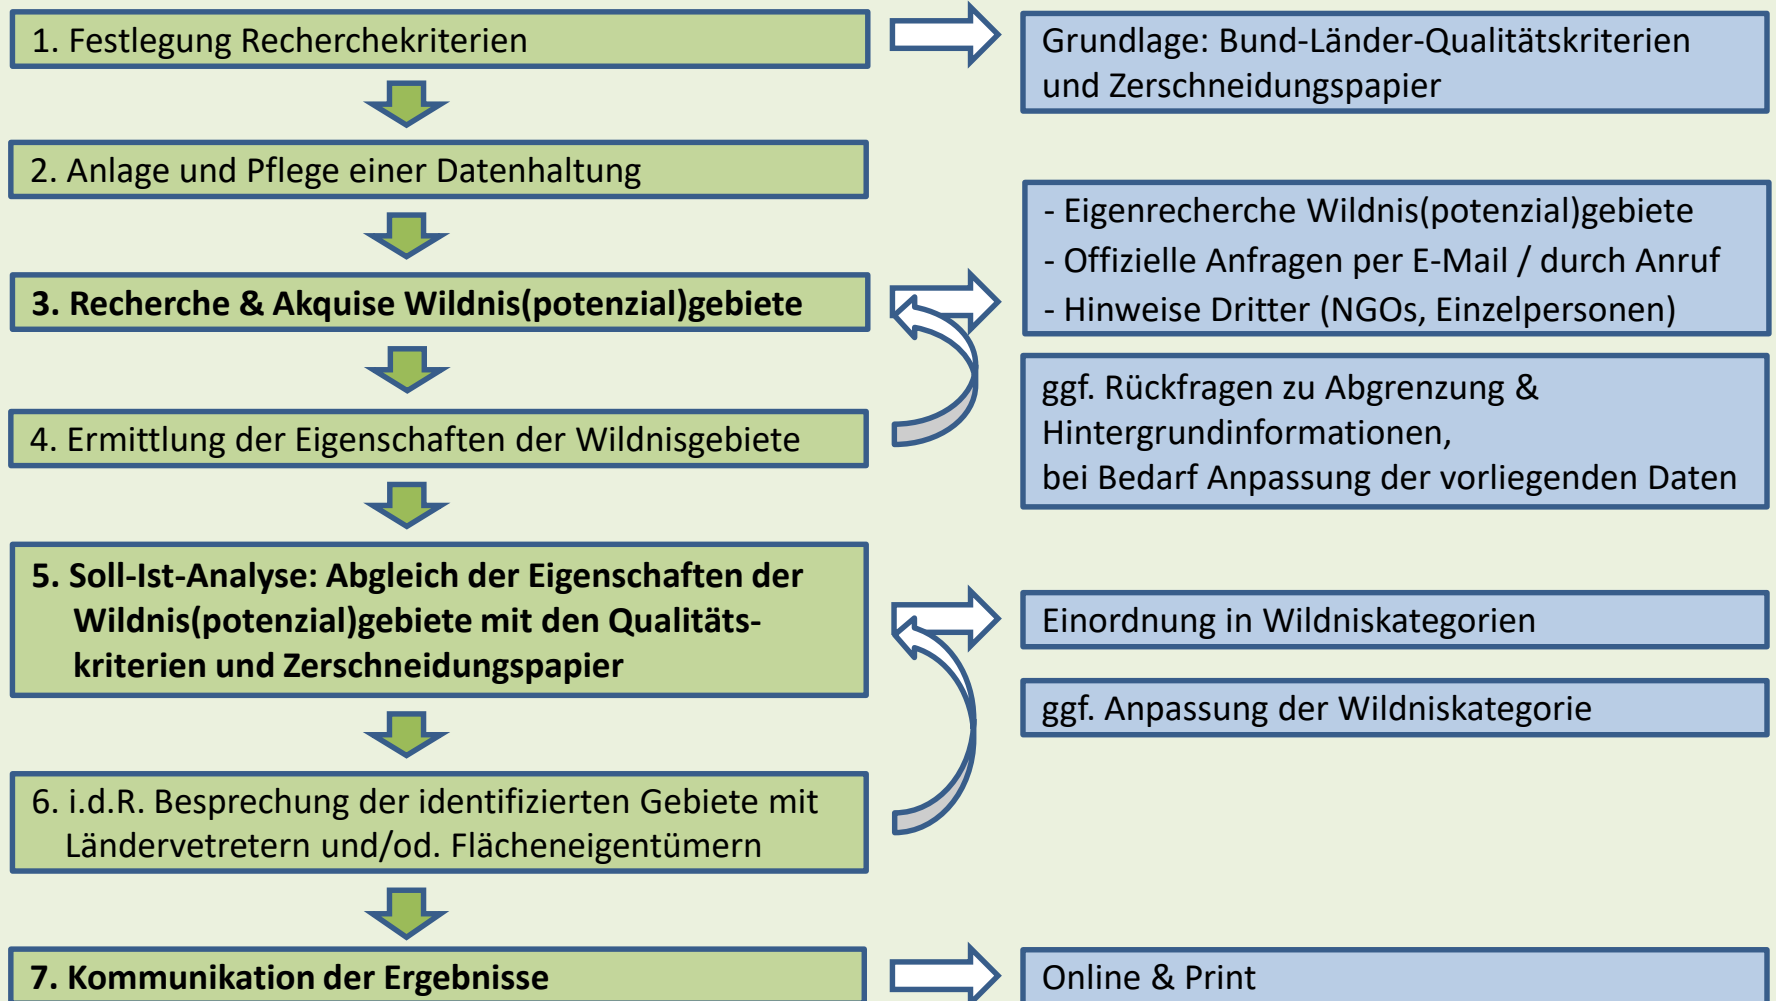 1. Festlegung Recherchekriterien
Grundlage: Bund-Länder-Qualitätskriterien
und Zerschneidungspapier
2. Anlage und Pflege einer Datenhaltung
3. Recherche & Akquise Wildnis(potenzial)gebiete
- Eigenrecherche Wildnis(potenzial)gebiete
- Offizielle Anfragen per E-Mail / durch Anruf
- Hinweise Dritter (NGOs, Einzelpersonen)
4. Ermittlung der Eigenschaften der Wildnisgebiete
ggf. Rückfragen zu Abgrenzung &
Hintergrundinformationen,
bei Bedarf Anpassung der vorliegenden Daten
5. Soll-Ist-Analyse: Abgleich der Eigenschaften der
Wildnis(potenzial)gebiete mit den Qualitäts-
kriterien und Zerschneidungspapier
Einordnung in Wildniskategorien
ggf. Anpassung der Wildniskategorie
6. i.d.R. Besprechung der identifizierten Gebiete mit
Ländervetretern und/od. Flächeneigentümern
7. Kommunikation der Ergebnisse
Online & Print